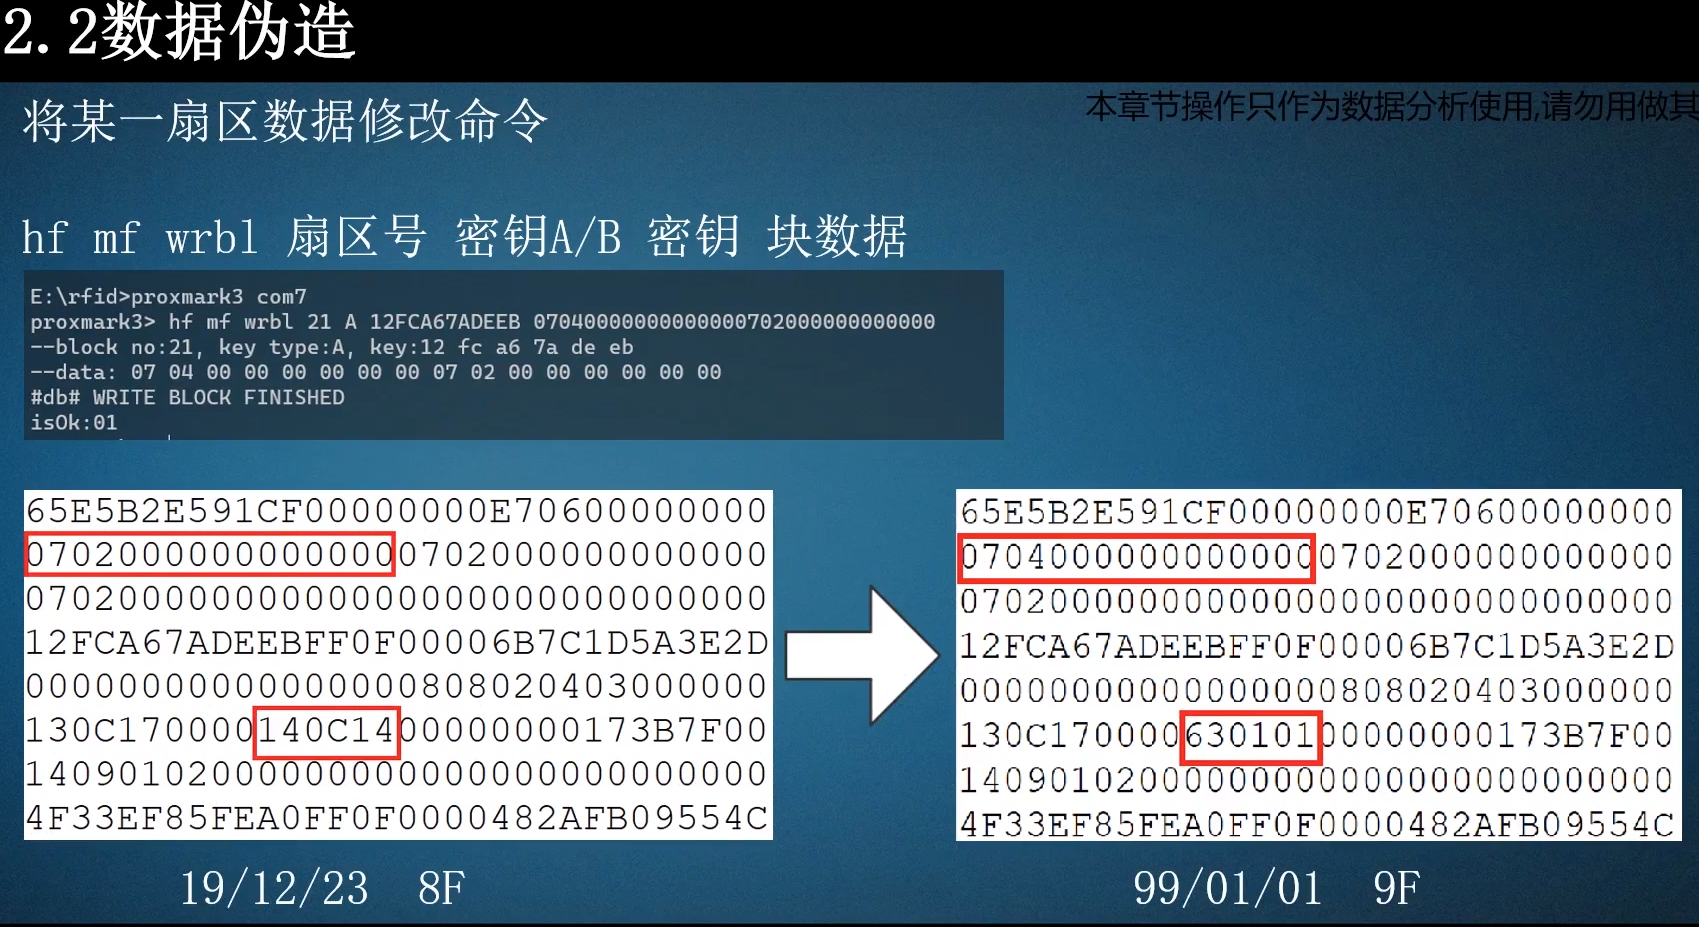 2.2数据伪造
本章节操作只作为数据分析使用,请勿用做其
将某一扇区数据修改命令
hf mf wrbl 扇区号 密钥A/B 密钥 块数据
E:\rfid>proxmark3 com7
proxmark3> hf mf wrbl 21 A 12FCA67ADEEB 07040000000000000702000000000000
--block no:21, key type:A, key:12 fc a6 7a de eb
--data: 07 04 00 00 00 00 00 00 07 02 00 00 00 00 00 00
#db# WRITE BLOCK FINISHED
isOk:01
65E5B2E591CF00000000E70600000000
07020000000000000702000000000000
07020000000000000000000000000000
12FCA67ADEEBFF0F00006B7C1D5A3E2D
00000000000000000808020403000000
130C170000140C1400000000173B7F00
14090102000000000000000000000000
4F33EF85FEA0FF0F0000482AFB09554C
19/12/23 8F
65E5B2E591CF00000000E70600000000
07040000000000000702000000000000
07020000000000000000000000000000
12FCA67ADEEBFF0F00006B7C1D5A3E2D
00000000000000000808020403000000
130C17000063010100000000173B7F00
14090102000000000000000000000000
4F33EF85FEA0FF0F0000482AFB09554C
99/01/01 9F